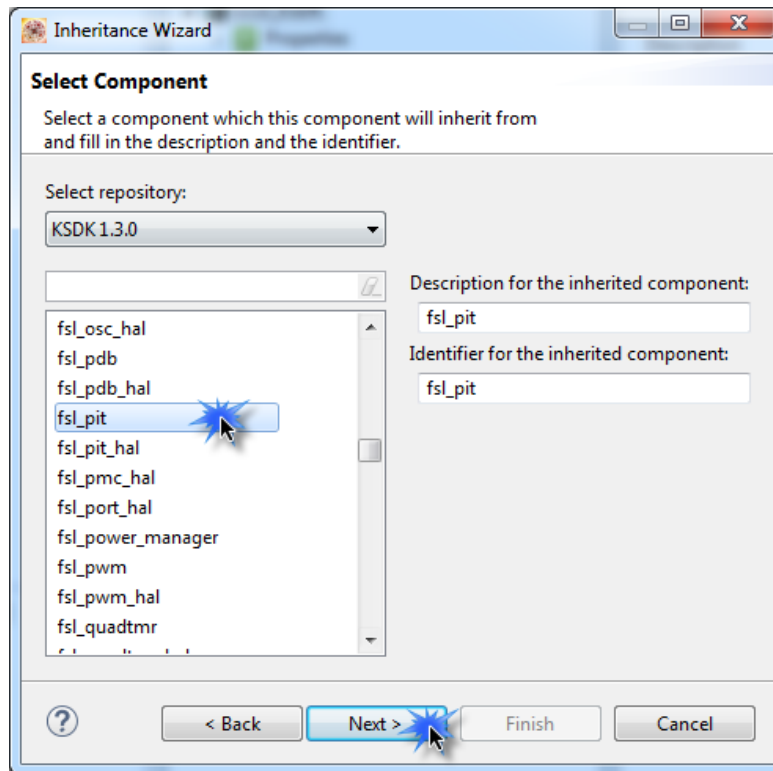 Inheritance Wizard
Select Component
Select a component which this component will inherit from
and fill in the description and the identifier.
Select repository:
KSDK 1.3.0
fsl_osc_hal
fsl_pdb
fsl_pdb_hal
fsl_pit
fsl_pit_hal
fsl_pmc_hal
fsl_port_hal
fsl_power_manager
fsl_pwm
fsl_pwm_hal
fsl_quadtmr
Description for the inherited component:
fsl_pit
Identifier for the inherited component:
fsl_pit
< Back
Next >
Finish
Cancel